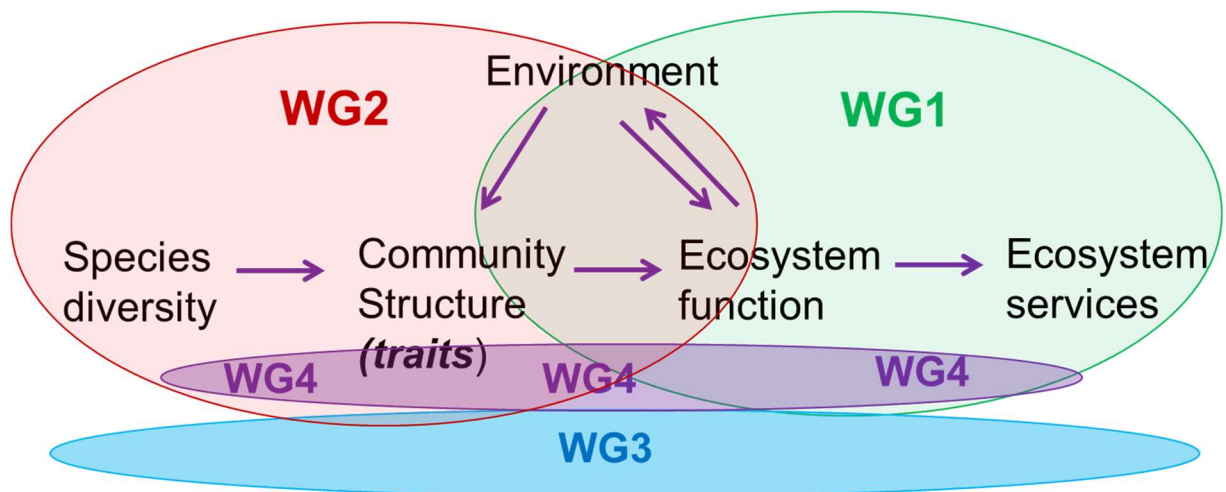 Environment
WG2
WG1
Species
diversity
Community
Structure
(traits)
Ecosystem
function
Ecosystem
services
WG4
WG4
WG4
WG3